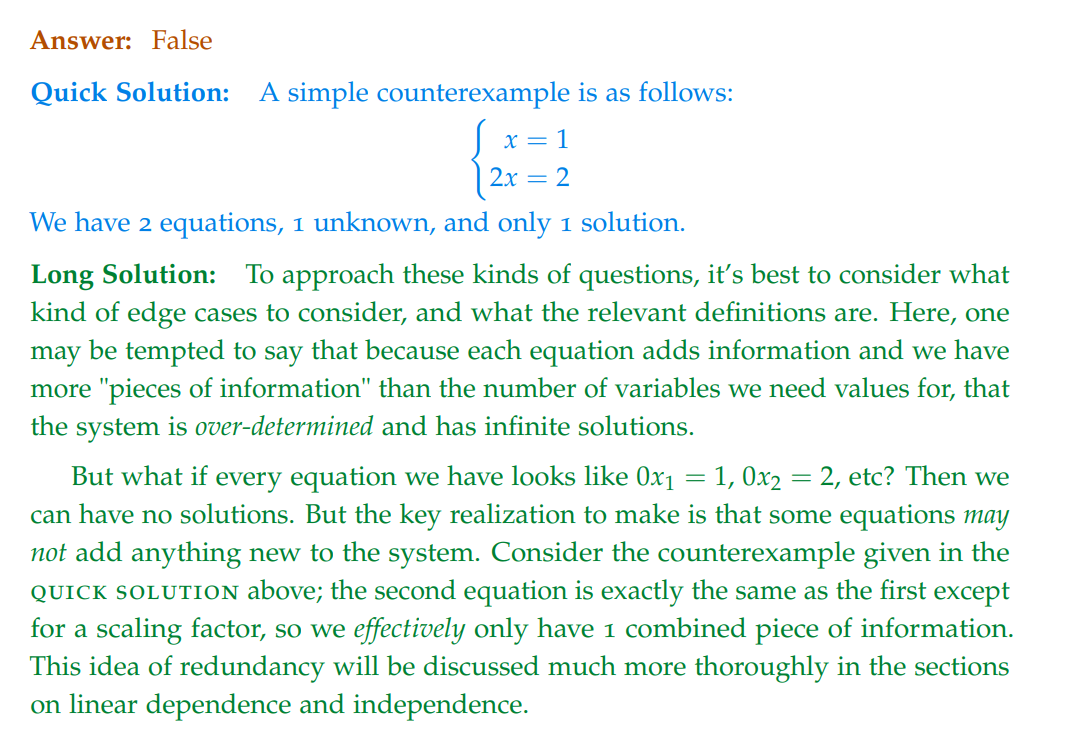 Answer: False
Quick Solution: A simple counterexample is as follows:
x = 1
2x = 2
We have 2 equations, 1 unknown, and only 1 solution.
Long Solution: To approach these kinds of questions, it's best to consider what
kind of edge cases to consider, and what the relevant definitions are. Here, one
may be tempted to say that because each equation adds information and we have
more "pieces of information" than the number of variables we need values for, that
the system is over-determined and has infinite solutions.
But what if every equation we have looks like 0x₁ = 1, 0x₂ = 2, etc? Then we
can have no solutions. But the key realization to make is that some equations may
not add anything new to the system. Consider the counterexample given in the
QUICK SOLUTION above; the second equation is exactly the same as the first except
for a scaling factor, so we effectively only have 1 combined piece of information.
This idea of redundancy will be discussed much more thoroughly in the sections
on linear dependence and independence.